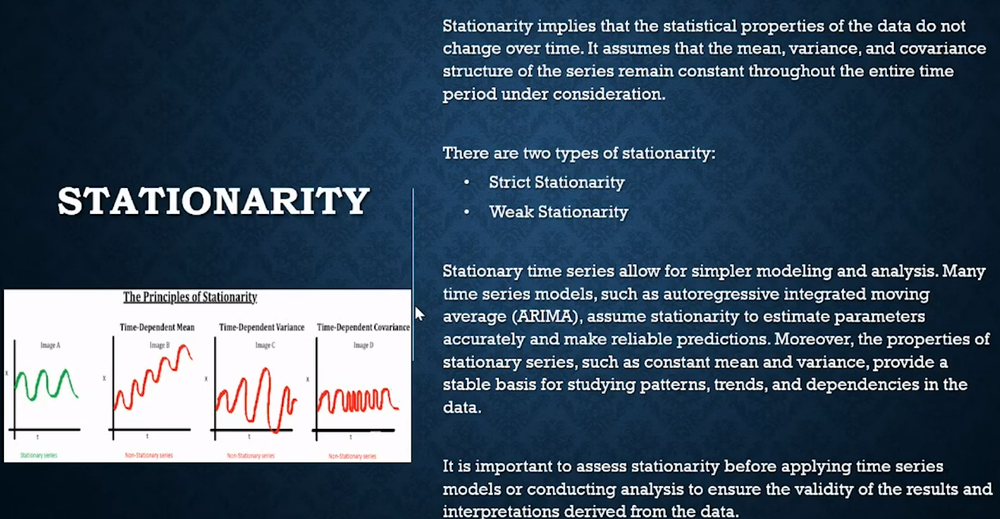 STATIONARITY
The Principles of Stationarity
Time-Dependent Mean
Time-Dependent Variance
Time-Dependent Covariance
Image A
Image B
Image C
Image D
x
x
x
x
t
t
t
t
Stationary series
Non-Stationary series
Non-Stationary series
Non-Stationary series
Stationarity implies that the statistical properties of the data do not
change over time. It assumes that the mean, variance, and covariance
structure of the series remain constant throughout the entire time
period under consideration.
There are two types of stationarity:
• Strict Stationarity
• Weak Stationarity
Stationary time series allow for simpler modeling and analysis. Many
time series models, such as autoregressive integrated moving
average (ARIMA), assume stationarity to estimate parameters
accurately and make reliable predictions. Moreover, the properties of
stationary series, such as constant mean and variance, provide a
stable basis for studying patterns, trends, and dependencies in the
data.
It is important to assess stationarity before applying time series
models or conducting analysis to ensure the validity of the results and
interpretations derived from the data.